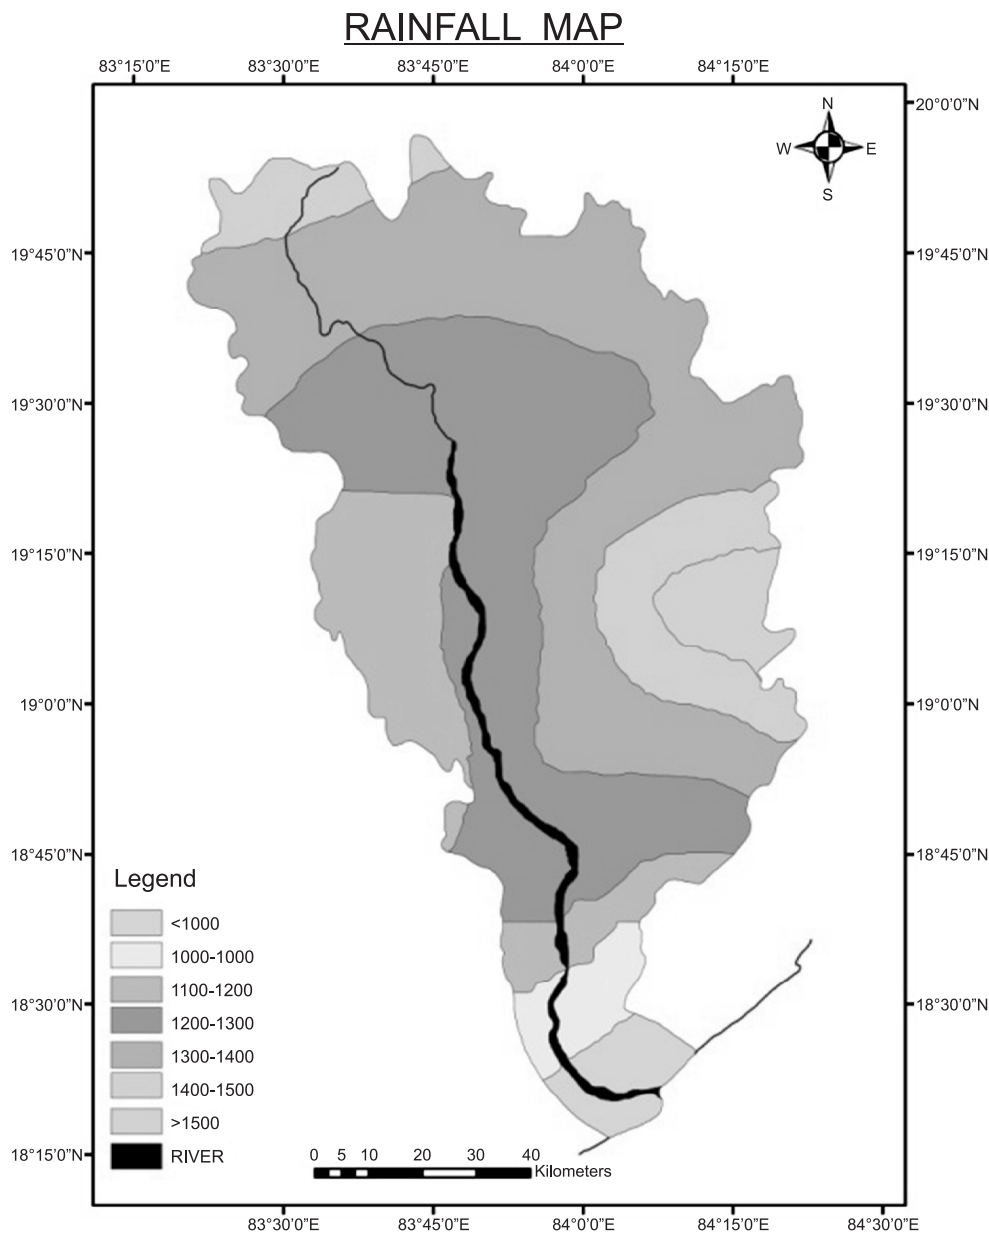 RAINFALL MAP
83°15'0"E 83°30'0"E 83°45'0"E 84°0'0"E 84°15'0"E
20°0'0"N
N
W E
S
19°45'0"N 19°45'0"N
19°30'0"N 19°30'0"N
19°15'0"N 19°15'0"N
19°0'0"N 19°0'0"N
18°45'0"N 18°45'0"N
Legend
<1000
1000-1000
1100-1200
1200-1300
1300-1400
1400-1500
>1500
RIVER
18°30'0"N 18°30'0"N
18°15'0"N 18°15'0"N
0 5 10 20 30 40
Kilometers
83°30'0"E 83°45'0"E 84°0'0"E 84°15'0"E 84°30'0"E